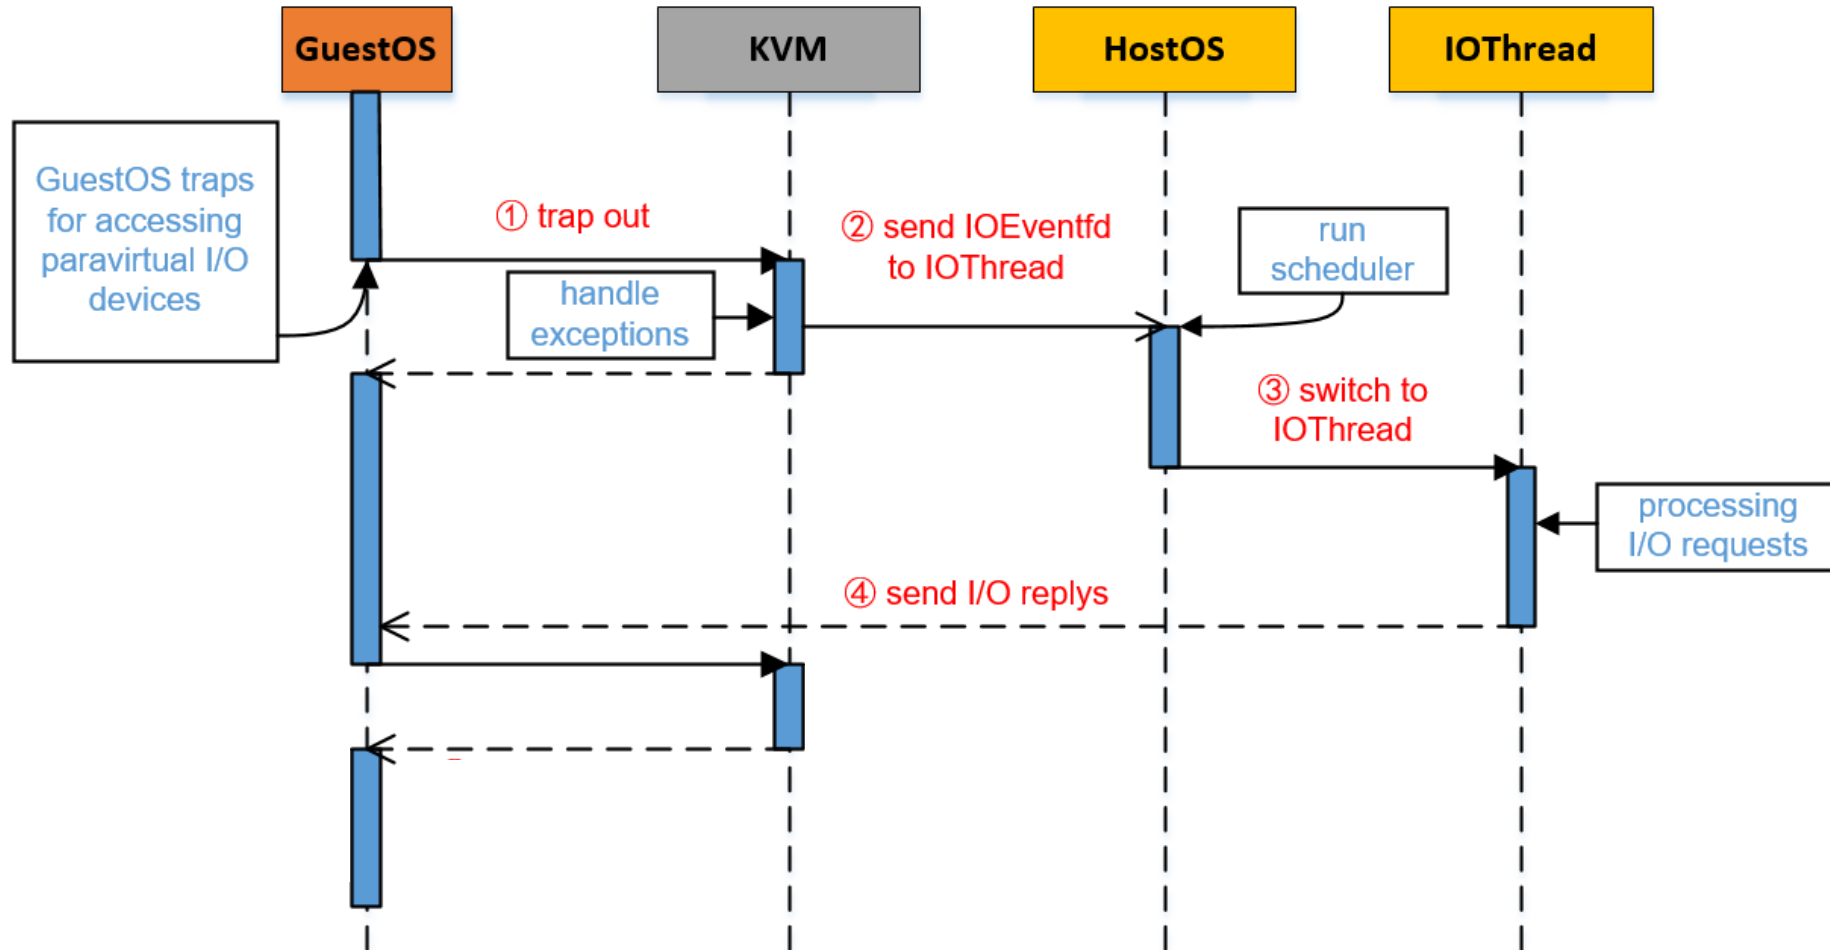 GuestOS
KVM
HostOS
IOThread
GuestOS traps
for accessing
paravirtual I/O
devices
① trap out
② send IOEventfd
to IOThread
run
scheduler
handle
exceptions
③ switch to
IOThread
processing
I/O requests
④ send I/O replys